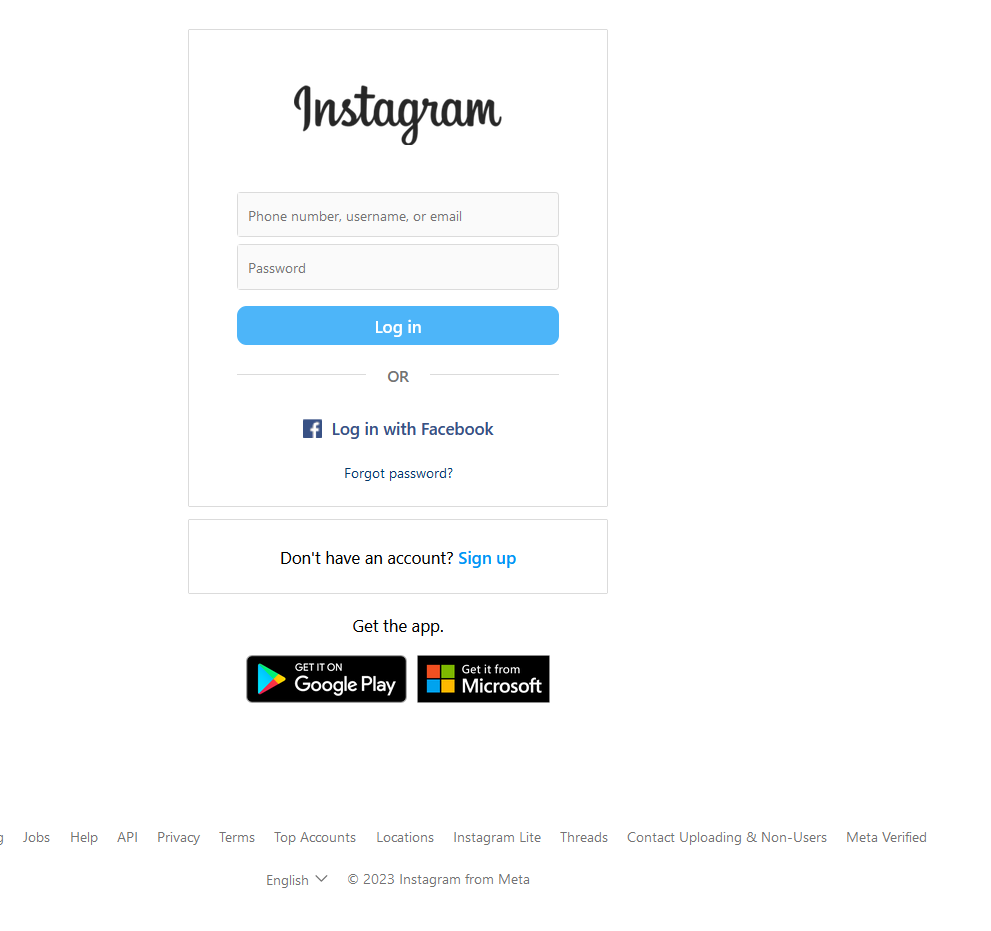 Instagram
Phone number, username, or email
Password
Log in
OR
Log in with Facebook
Forgot password?
Don't have an account? Sign up
Get the app.
GET IT ON
Google Play
Get it from
Microsoft
Jobs Help API Privacy Terms Top Accounts Locations Instagram Lite Threads Contact Uploading & Non-Users Meta Verified
English © 2023 Instagram from Meta